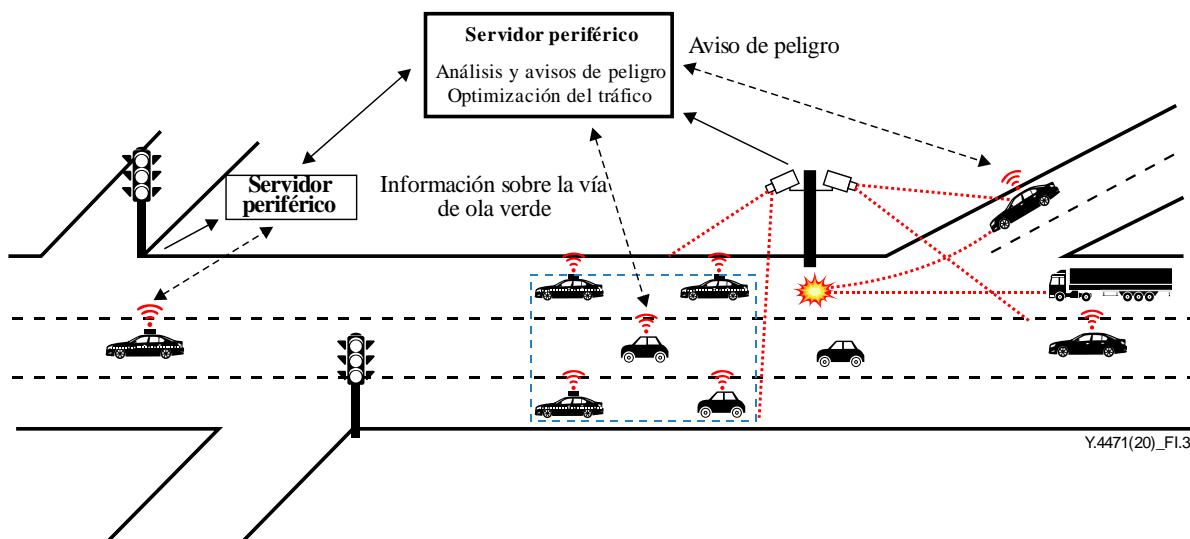 Servidor periférico
Análisis y avisos de peligro
Optimización del tráfico
Aviso de peligro
Servidor
periférico
Información sobre la vía
de ola verde
Y.4471(20)_FI.3